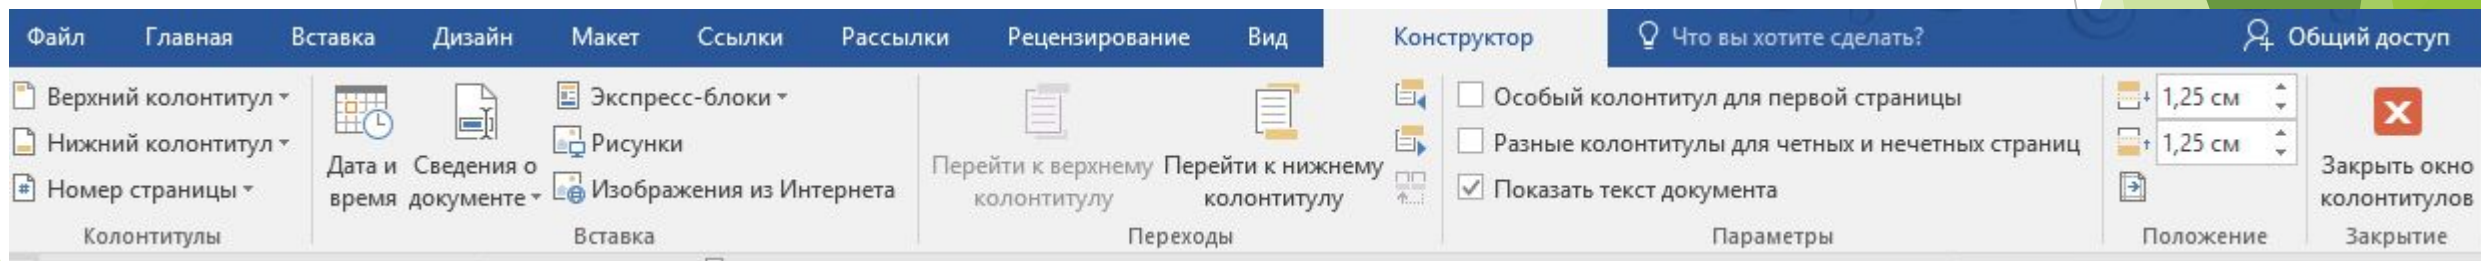 Файл Главная Вставка Дизайн Макет Ссылки Рассылки Рецензирование Вид Конструктор Что вы хотите сделать? Общий доступ
Верхний колонтитул
Нижний колонтитул
Номер страницы
Колонтитулы
Дата и
время
Сведения о
документе
Экспресс-блоки
Рисунки
Изображения из Интернета
Вставка
Перейти к верхнему
колонтитулу
Перейти к нижнему
колонтитулу
Переходы
Особый колонтитул для первой страницы
Разные колонтитулы для четных и нечетных страниц
Показать текст документа
Параметры
1,25 см
1,25 см
Положение
Закрыть окно
колонтитулов
Закрытие